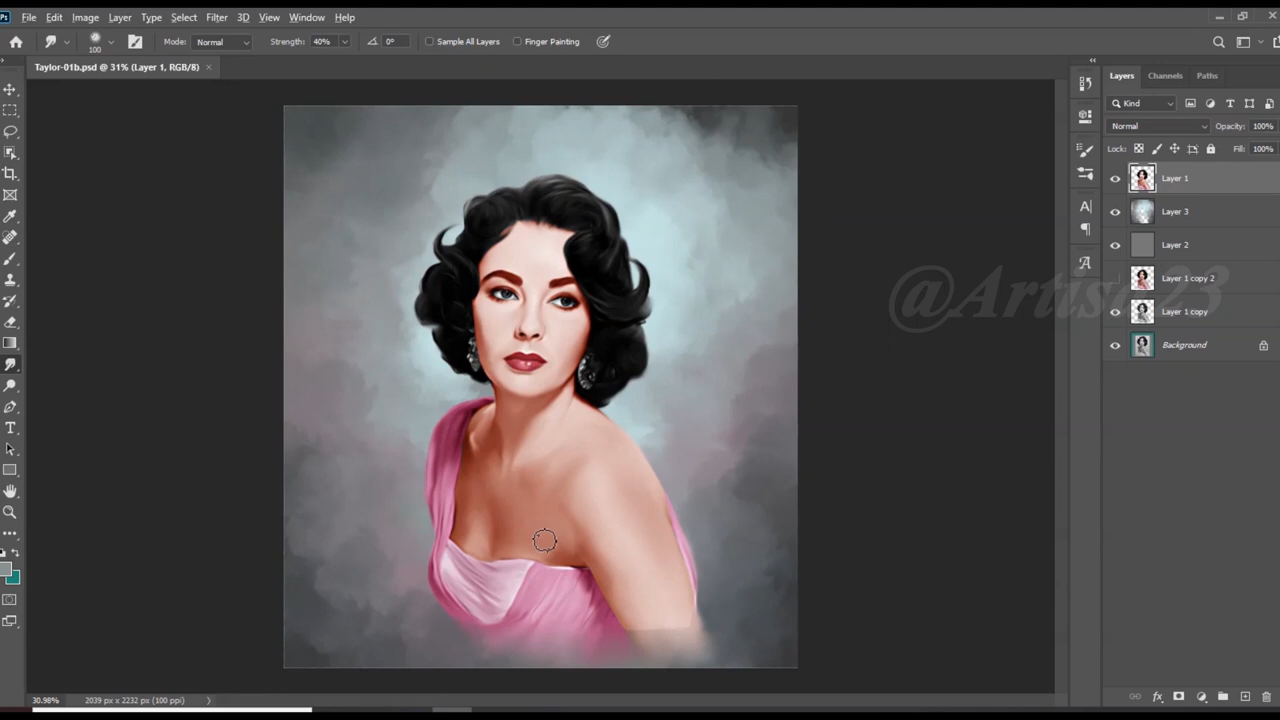 Ps File Edit Image Layer Type Select Filter 3D View Window Help
100 Mode: Normal Strength: 40% 0° Sample All Layers Finger Painting
Taylor-01b.psd @ 31% (Layer 1, RGB/8) ×
Layers Channels Paths
Kind
Normal Opacity: 100%
Lock: Fill: 100%
Layer 1
Layer 3
Layer 2
Layer 1 copy 2
@Artist23
Layer 1 copy
Background
30.98% 2039 px x 2232 px (100 ppi)